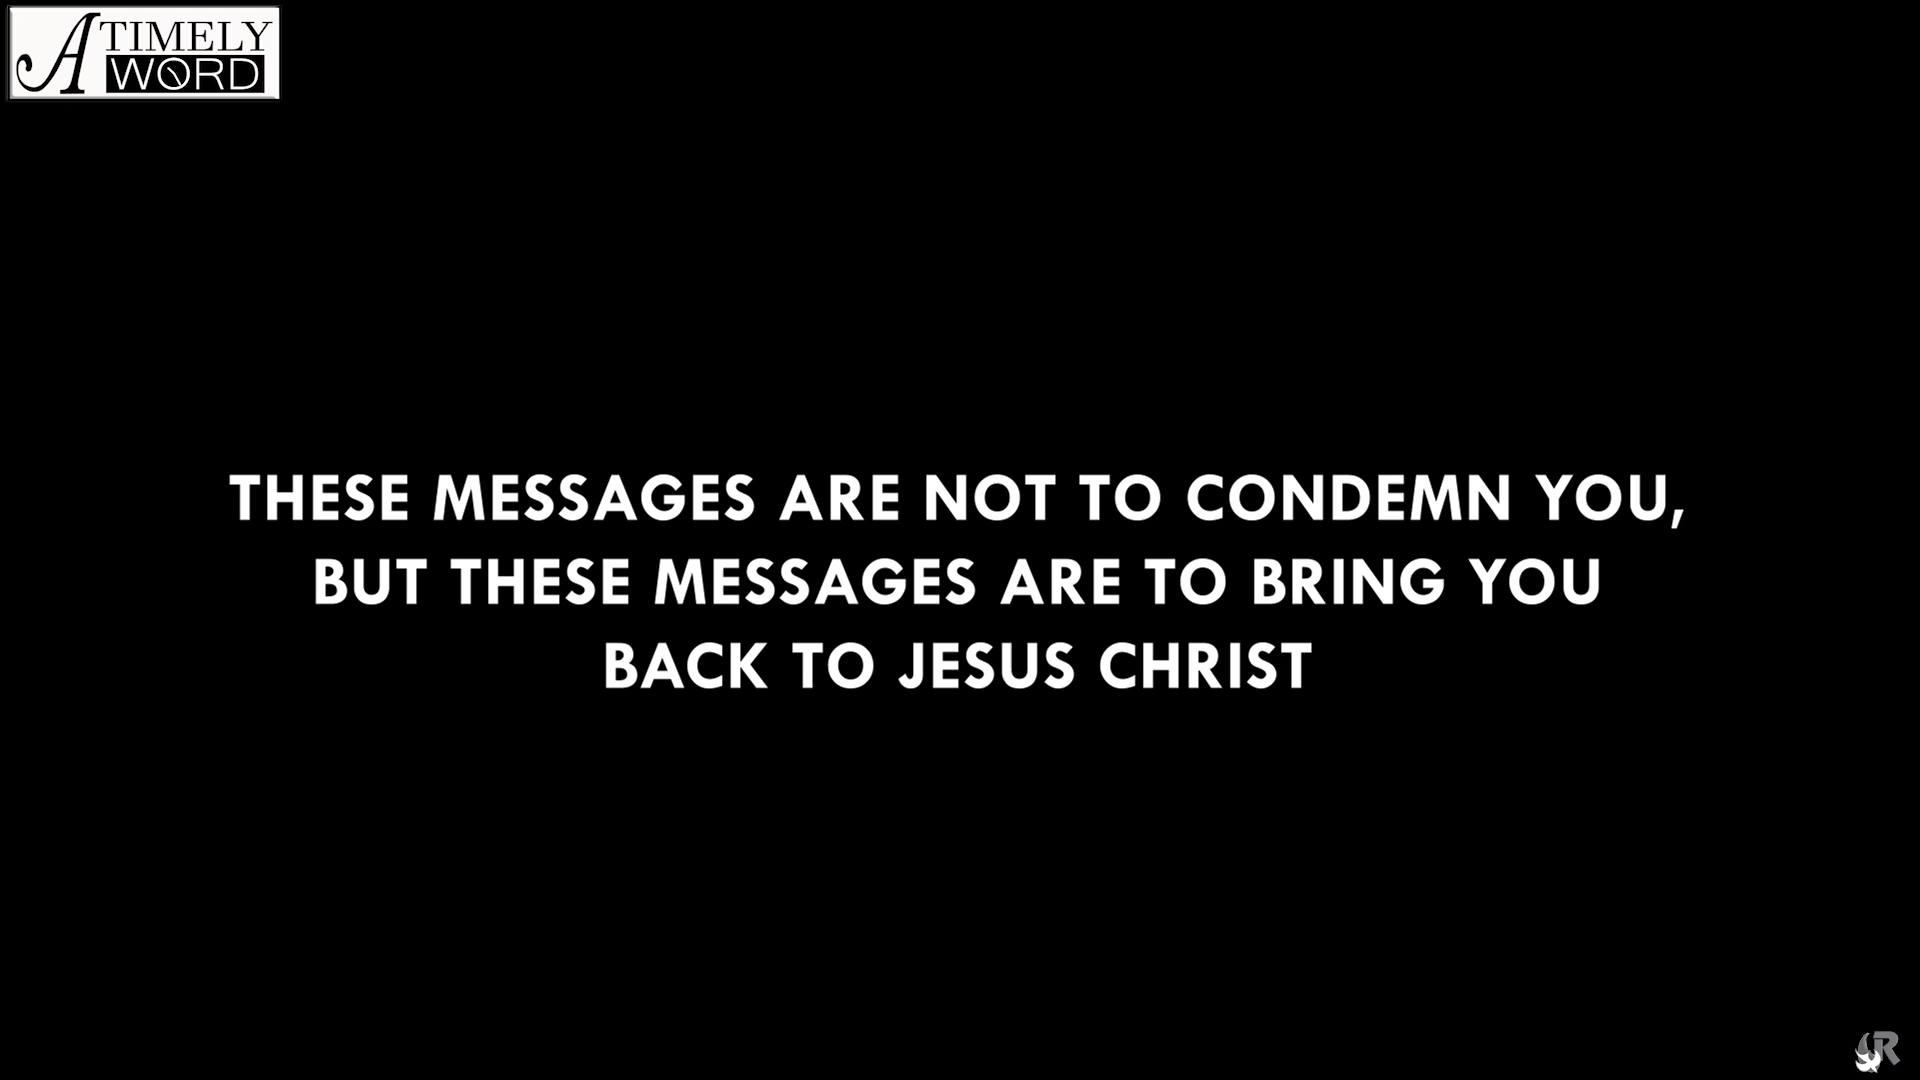 A TIMELY
WORD
THESE MESSAGES ARE NOT TO CONDEMN YOU,
BUT THESE MESSAGES ARE TO BRING YOU
BACK TO JESUS CHRIST
R